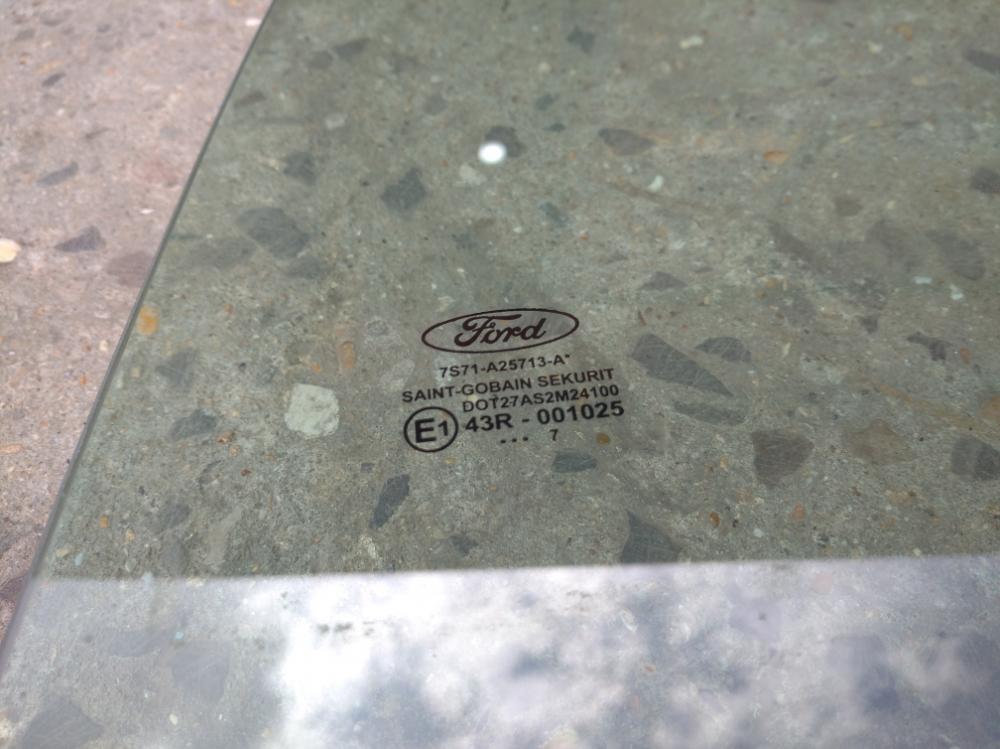 Ford
7S71-A25713-A*
SAINT-GOBAIN SEKURIT
DOT27AS2M24100
E1 43R - 001025
... 7